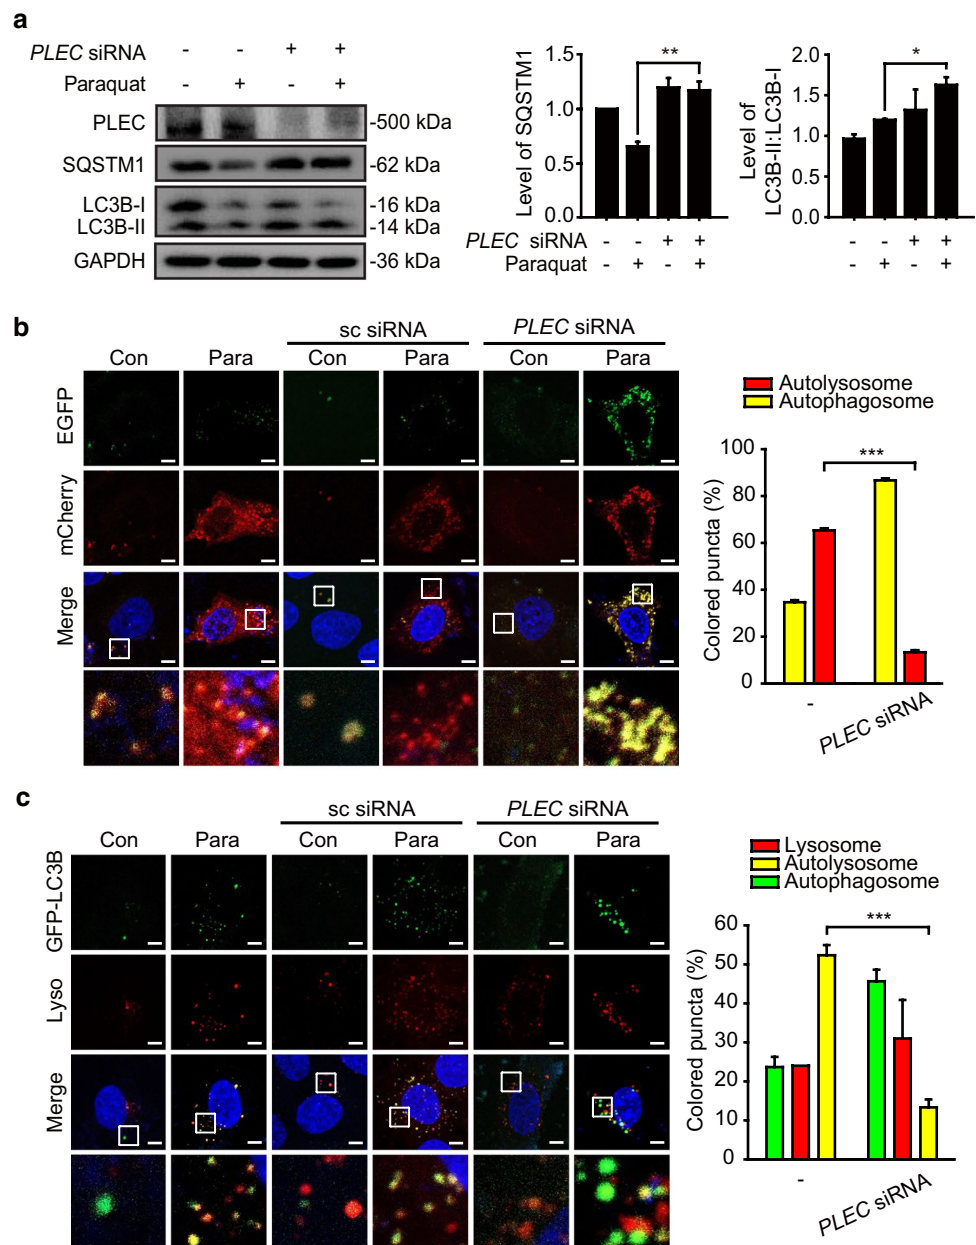 a
PLEC siRNA - - + +
Paraquat - + - +
PLEC -500 kDa
SQSTM1 -62 kDa
LC3B-I -16 kDa
LC3B-II -14 kDa
GAPDH -36 kDa
Level of SQSTM1
1.5
1.0
0.5
0.0
**
PLEC siRNA - - + +
Paraquat - + - +
Level of
LC3B-II:LC3B-I
2.0
1.5
1.0
0.5
0.0
*
- - + +
- + - +
b
sc siRNA PLEC siRNA
Con Para Con Para Con Para
EGFP
mCherry
Merge
Autolysosome
Autophagosome
Colored puncta (%)
100
80
60
40
20
0
***
-
PLEC siRNA
c
sc siRNA PLEC siRNA
Con Para Con Para Con Para
GFP-LC3B
Lyso
Merge
Lysosome
Autolysosome
Autophagosome
Colored puncta (%)
60
50
40
30
20
10
0
***
-
PLEC siRNA